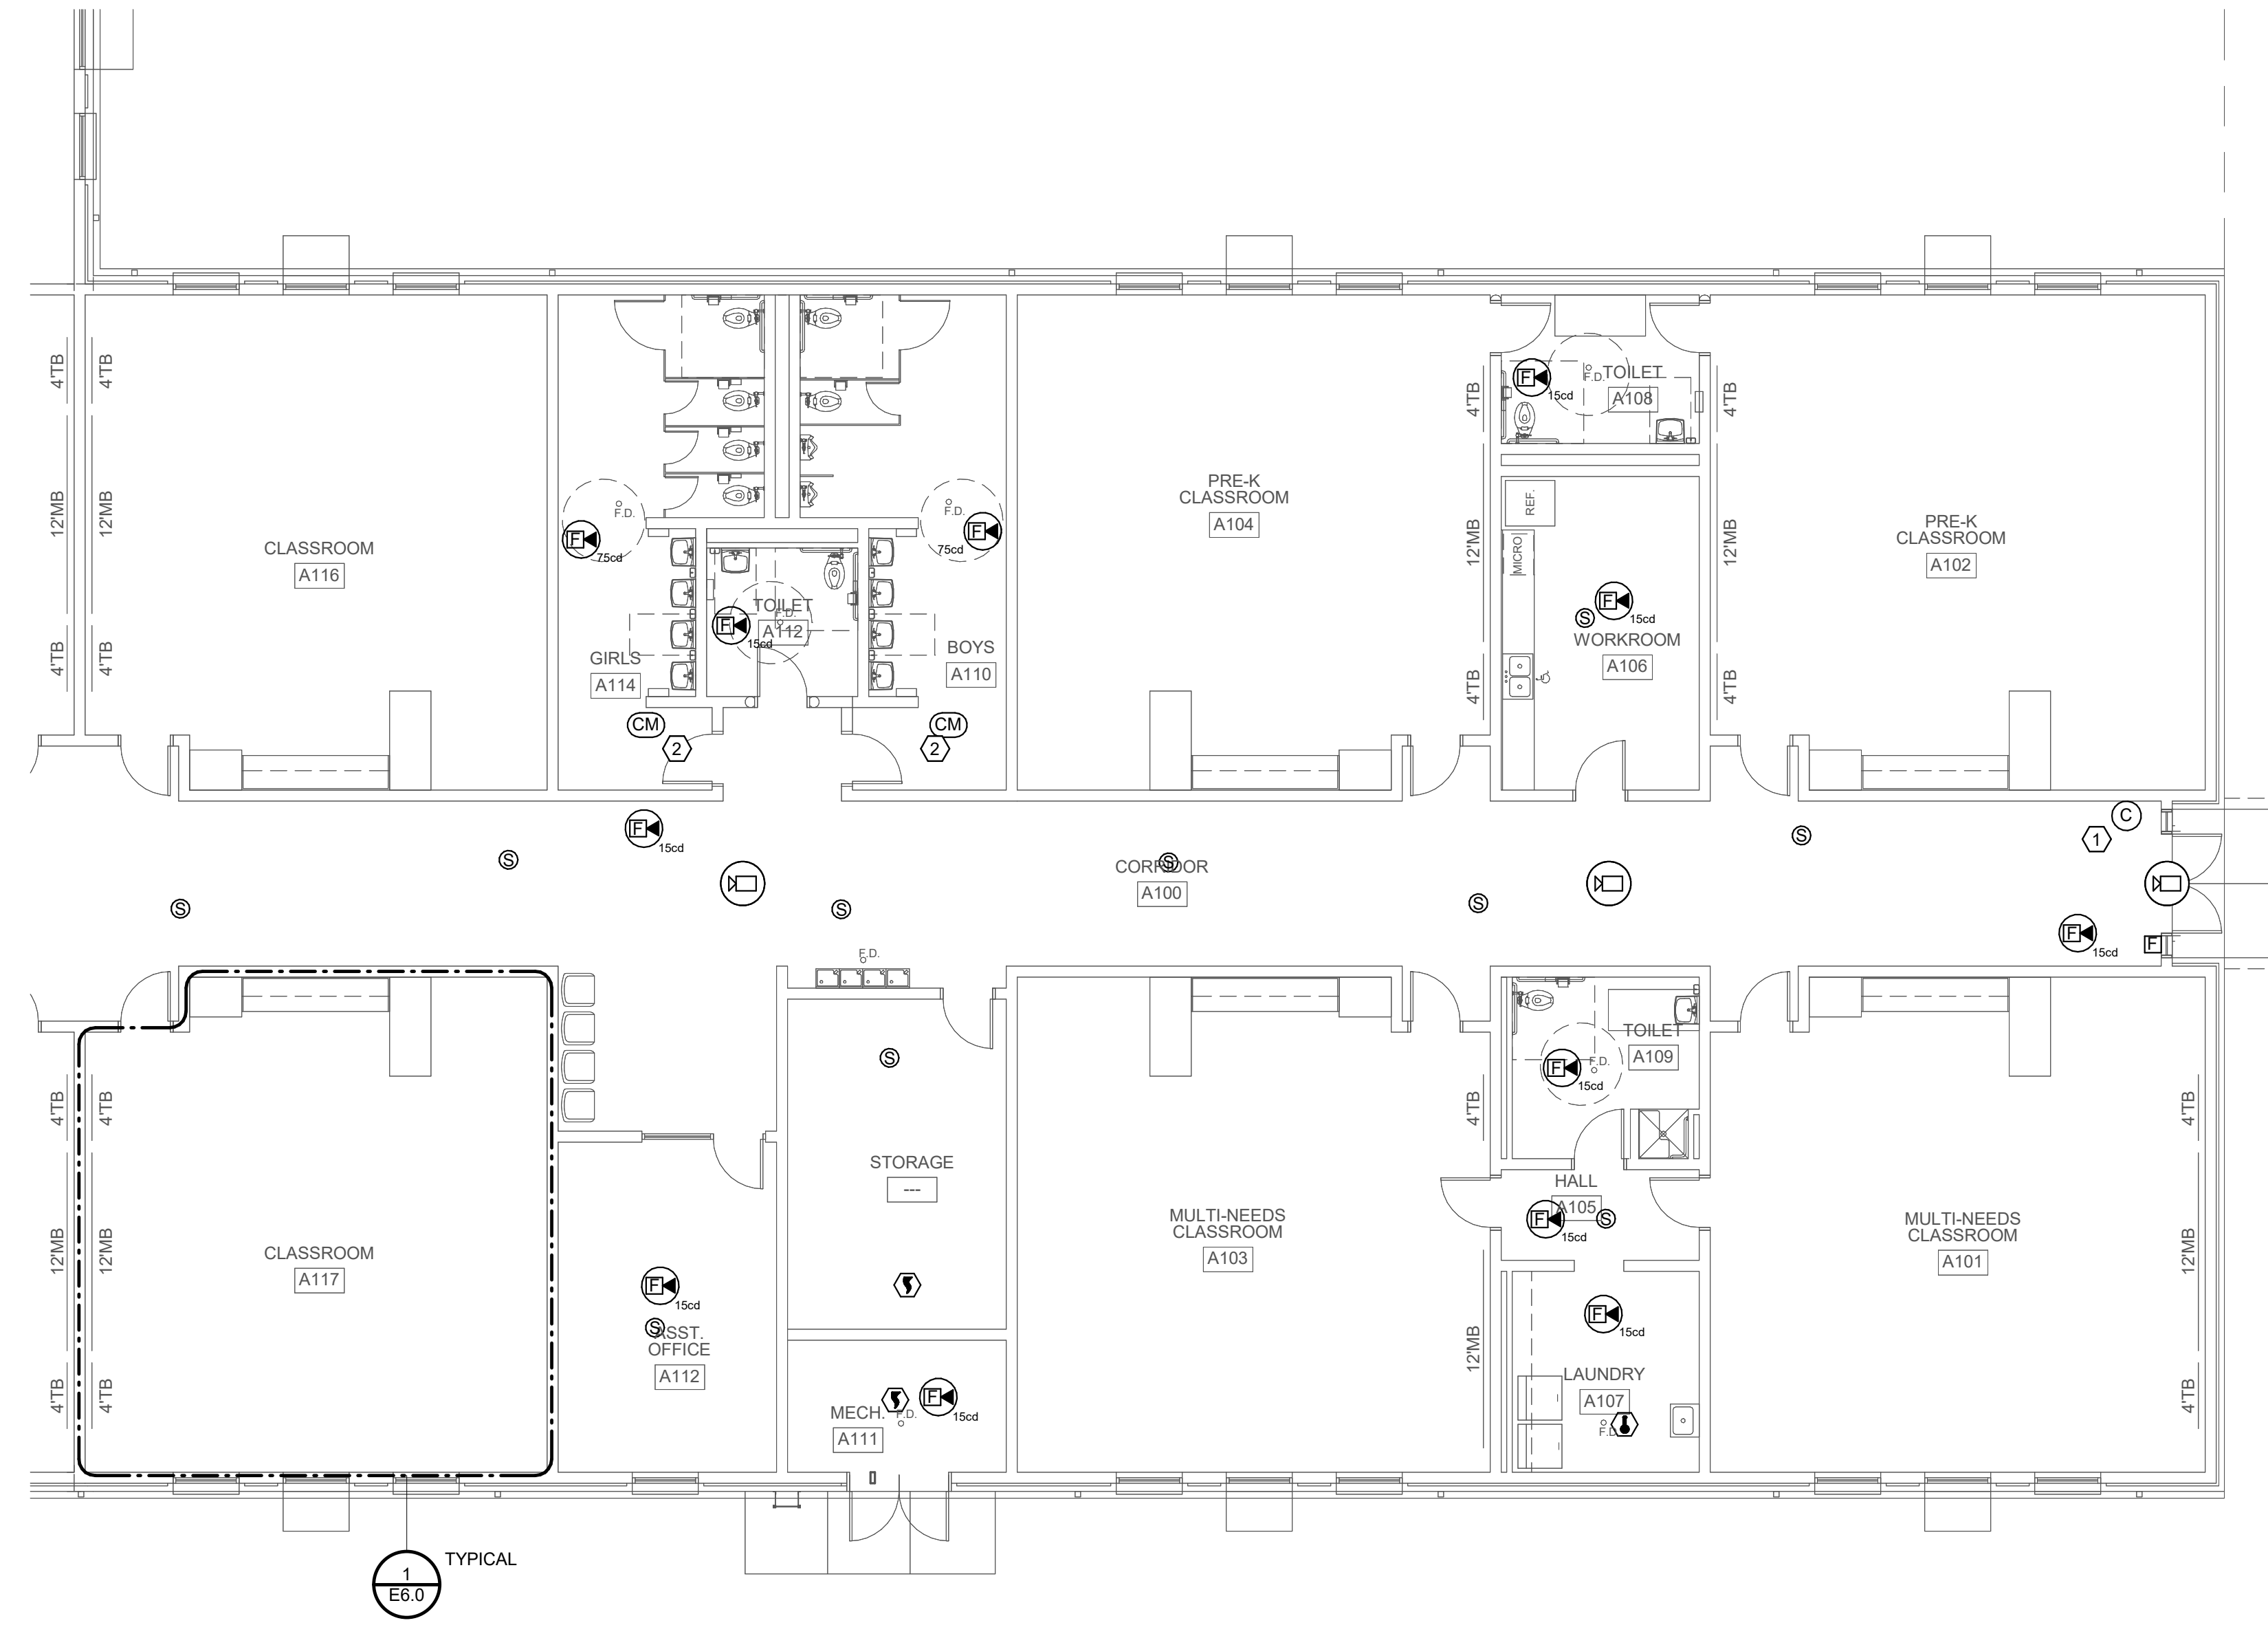 4'TB
12'MB
4'TB
4'TB
12'MB
4'TB
CLASSROOM
A116
F.D.
F
75cd
GIRLS
A114
CM
2
TOILET
F.D.
A112
F
15cd
F.D.
F
75cd
BOYS
A110
CM
2
PRE-K
CLASSROOM
A104
4'TB
12'MB
4'TB
F
15cd
F.D.
TOILET
A108
REF.
MICRO
F
S
15cd
WORKROOM
A106
4'TB
12'MB
4'TB
PRE-K
CLASSROOM
A102
F
15cd
S
S
S
S
CORRIDOR
A100
S
S
C
1
F
15cd
F
F.D.
4'TB
12'MB
4'TB
4'TB
12'MB
4'TB
CLASSROOM
A117
F
15cd
S
ASST.
OFFICE
A112
S
STORAGE
---
F
15cd
MECH.
F.D.
A111
MULTI-NEEDS
CLASSROOM
A103
4'TB
12'MB
TOILET
A109
F
F.D.
15cd
HALL
A105
F
S
15cd
F
15cd
LAUNDRY
A107
F.D.
MULTI-NEEDS
CLASSROOM
A101
4'TB
12'MB
4'TB
TYPICAL
1
E6.0